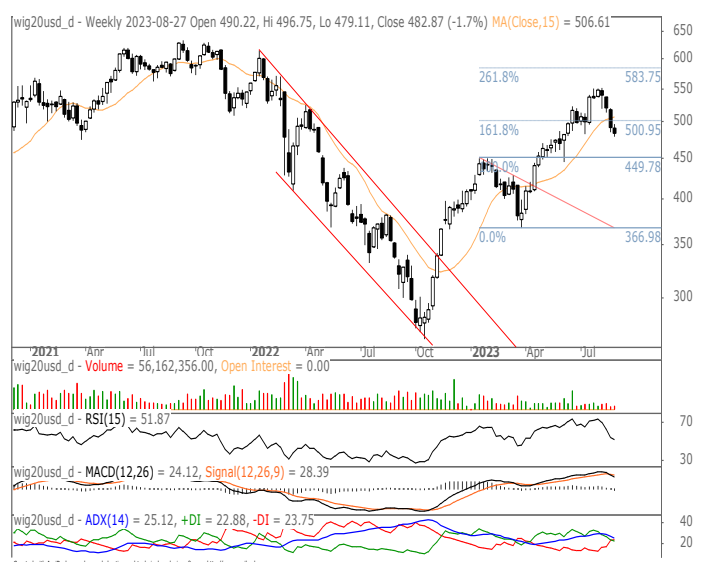 wig20usd_d - Weekly 2023-08-27 Open 490.22, Hi 496.75, Lo 479.11, Close 482.87 (-1.7%) MA(Close,15) = 506.61
650
600
261.8% 583.75
550
161.8% 500.95
500
450
449.78
400
0.0% 366.98
350
300
2021 'Apr 'Jul 'Oct 2022 'Apr 'Jul 'Oct 2023 'Apr 'Jul
wig20usd_d - Volume = 56,162,356.00, Open Interest = 0.00
wig20usd_d - RSI(15) = 51.87
70
30
wig20usd_d - MACD(12,26) = 24.12, Signal(12,26,9) = 28.39
wig20usd_d - ADX(14) = 25.12, +DI = 22.88, -DI = 23.75
40
20